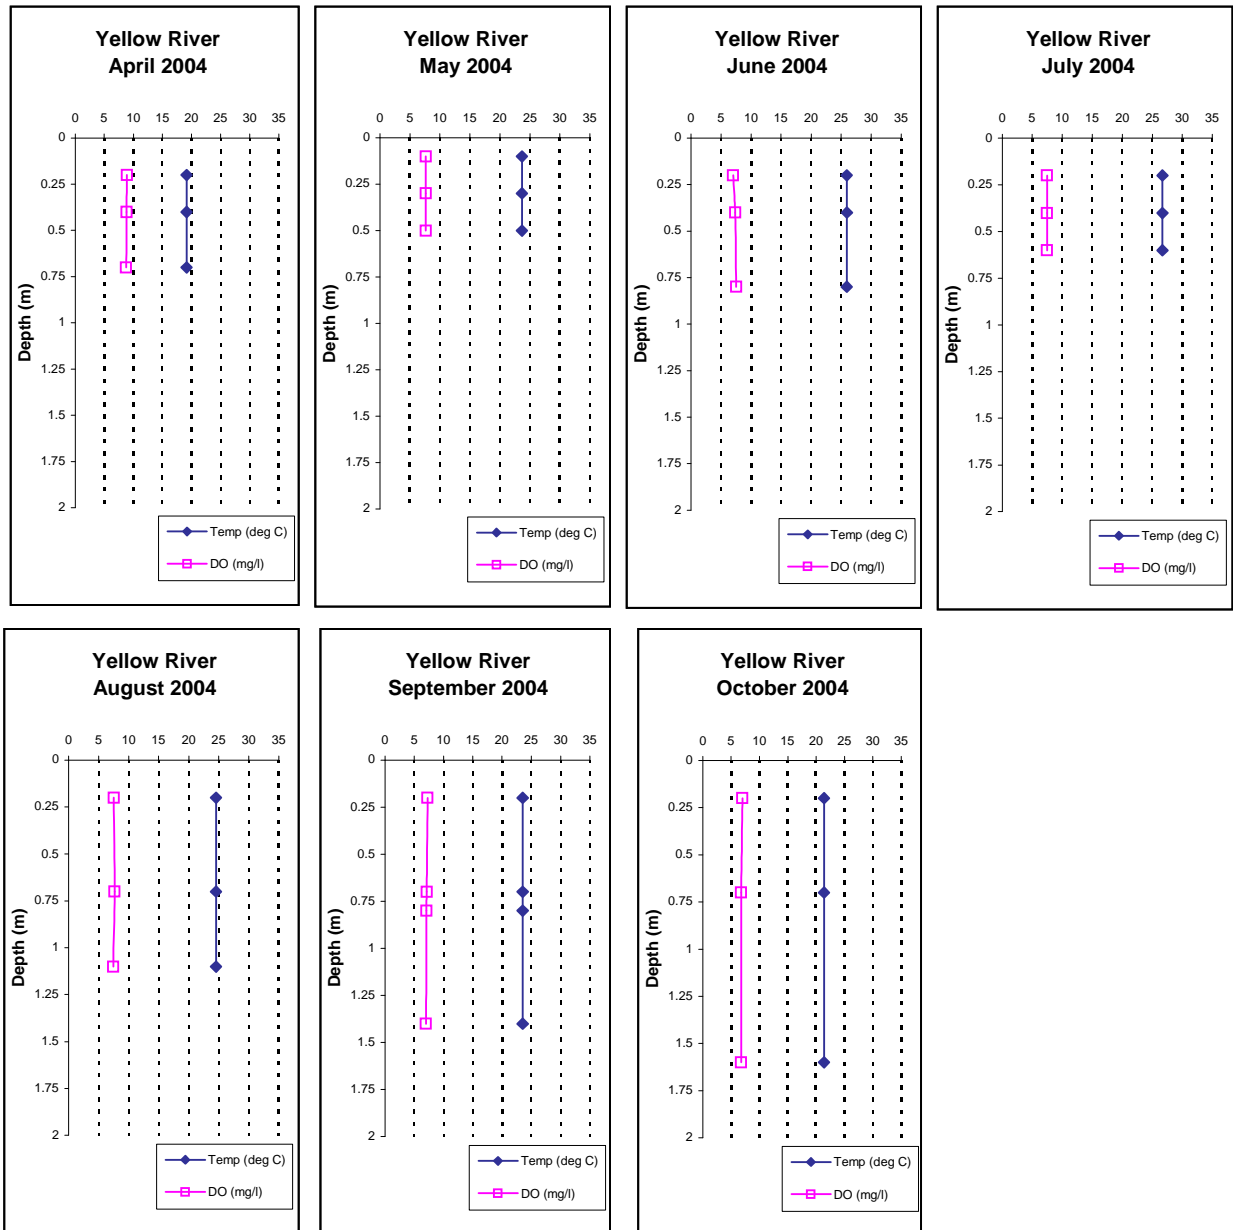 Yellow River
April 2004
0 5 10 15 20 25 30 35
0
0.25
0.5
0.75
1
1.25
1.5
1.75
2
Depth (m)
Temp (deg C)
DO (mg/l)
Yellow River
May 2004
0 5 10 15 20 25 30 35
0
0.25
0.5
0.75
1
1.25
1.5
1.75
2
Depth (m)
Temp (deg C)
DO (mg/l)
Yellow River
June 2004
0 5 10 15 20 25 30 35
0
0.25
0.5
0.75
1
1.25
1.5
1.75
2
Depth (m)
Temp (deg C)
DO (mg/l)
Yellow River
July 2004
0 5 10 15 20 25 30 35
0
0.25
0.5
0.75
1
1.25
1.5
1.75
2
Depth (m)
Temp (deg C)
DO (mg/l)
Yellow River
August 2004
0 5 10 15 20 25 30 35
0
0.25
0.5
0.75
1
1.25
1.5
1.75
2
Depth (m)
Temp (deg C)
DO (mg/l)
Yellow River
September 2004
0 5 10 15 20 25 30 35
0
0.25
0.5
0.75
1
1.25
1.5
1.75
2
Depth (m)
Temp (deg C)
DO (mg/l)
Yellow River
October 2004
0 5 10 15 20 25 30 35
0
0.25
0.5
0.75
1
1.25
1.5
1.75
2
Depth (m)
Temp (deg C)
DO (mg/l)